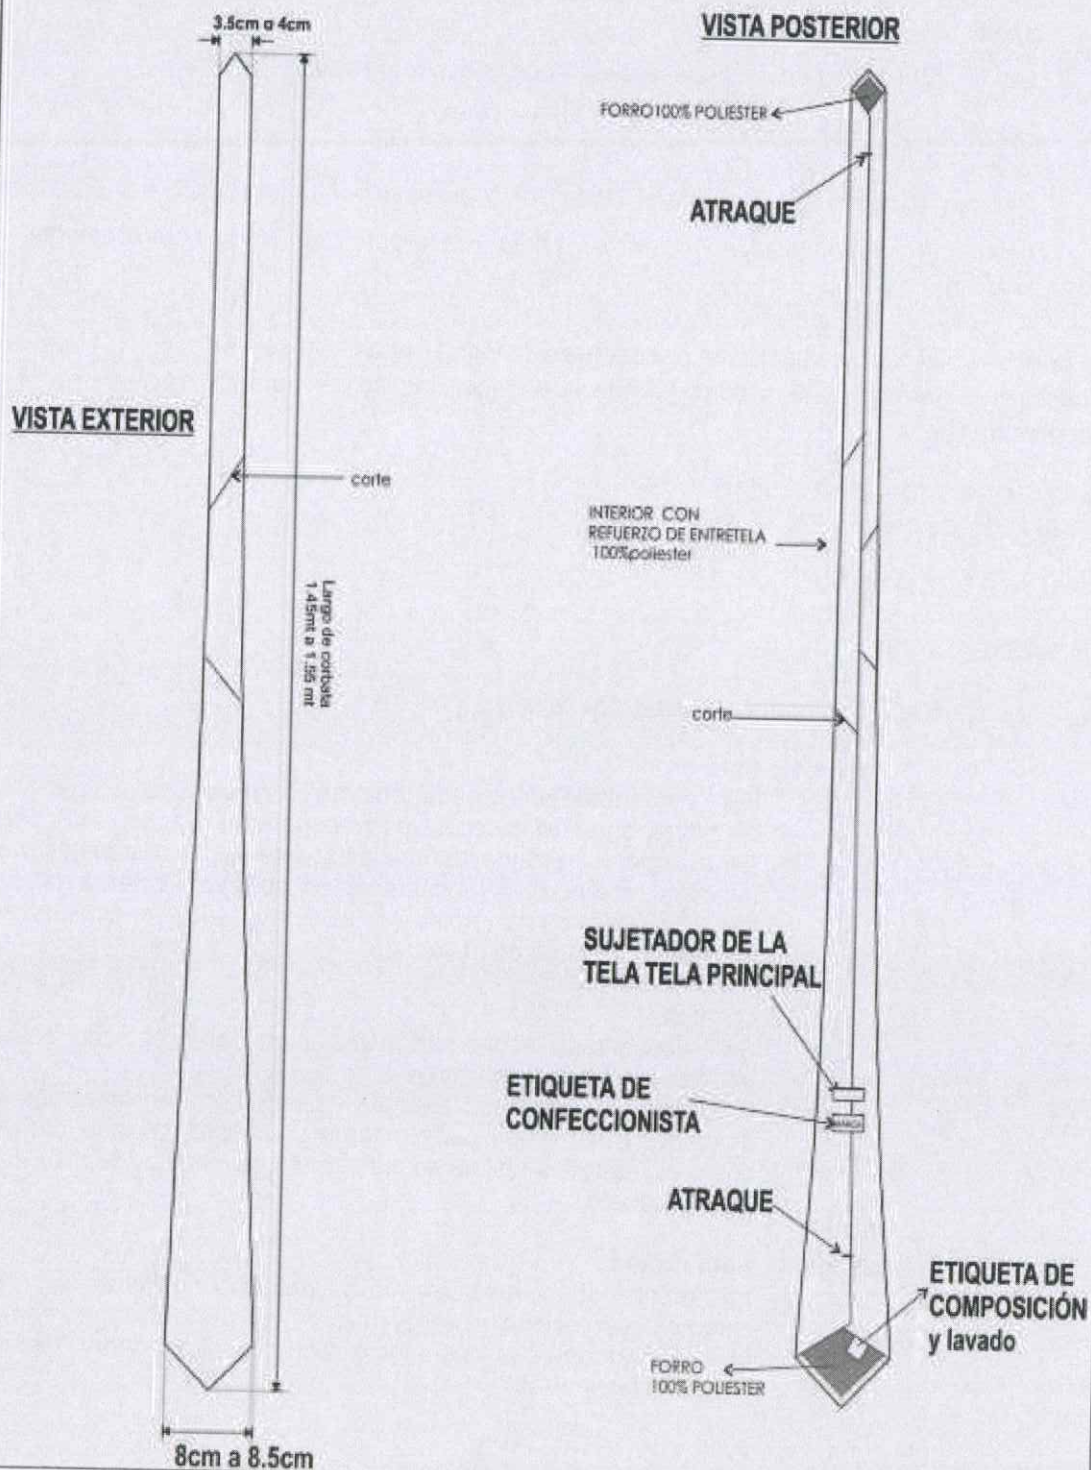 3.5cm a 4cm
VISTA EXTERIOR
corte
Largo de corbata
1.45mt a 1.55 mt
8cm a 8.5cm
VISTA POSTERIOR
FORRO 100% POLIESTER
ATRAQUE
INTERIOR CON
REFUERZO DE ENTRETELA
100%poliester
corte
SUJETADOR DE LA
TELA TELA PRINCIPAL
ETIQUETA DE
CONFECCIONISTA
MARCA
ATRAQUE
ETIQUETA DE
COMPOSICIÓN
y lavado
FORRO
100% POLIESTER